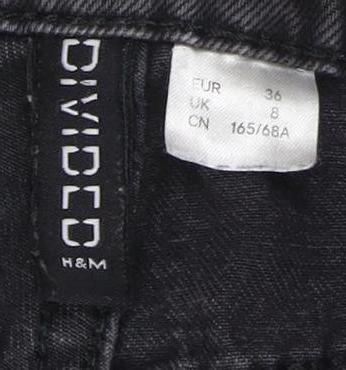 DIVIDED
H&M
EUR 36
UK 8
CN 165/68A